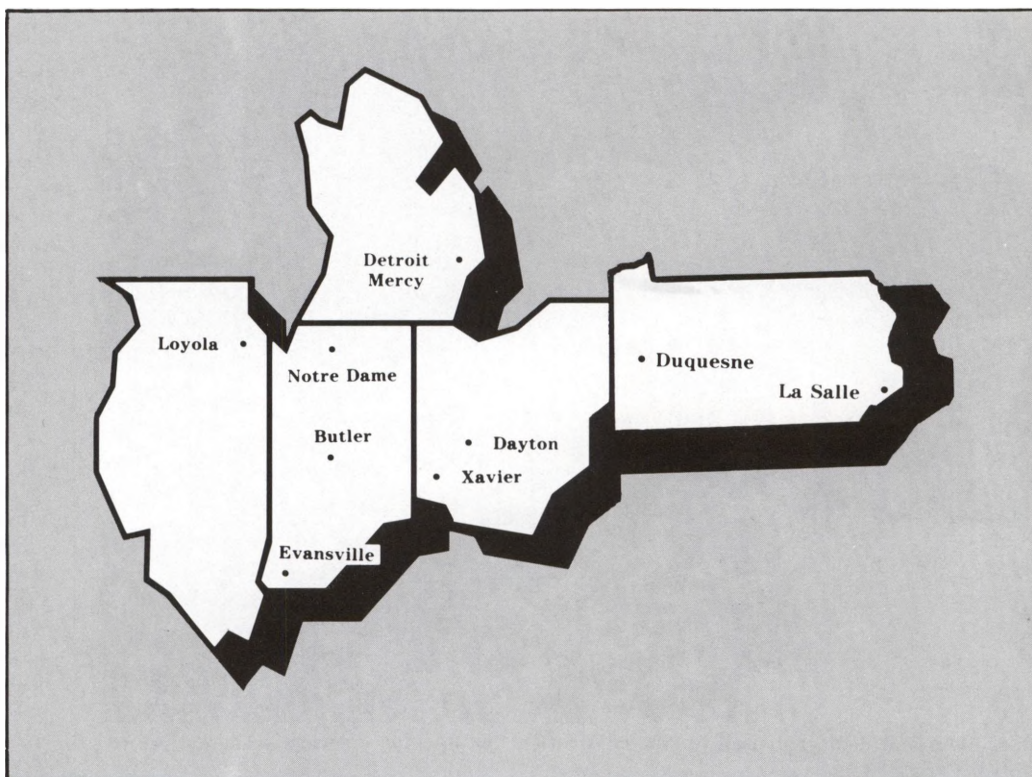 Detroit
Mercy
Loyola
Notre Dame
Duquesne
La Salle
Butler
Dayton
Xavier
Evansville